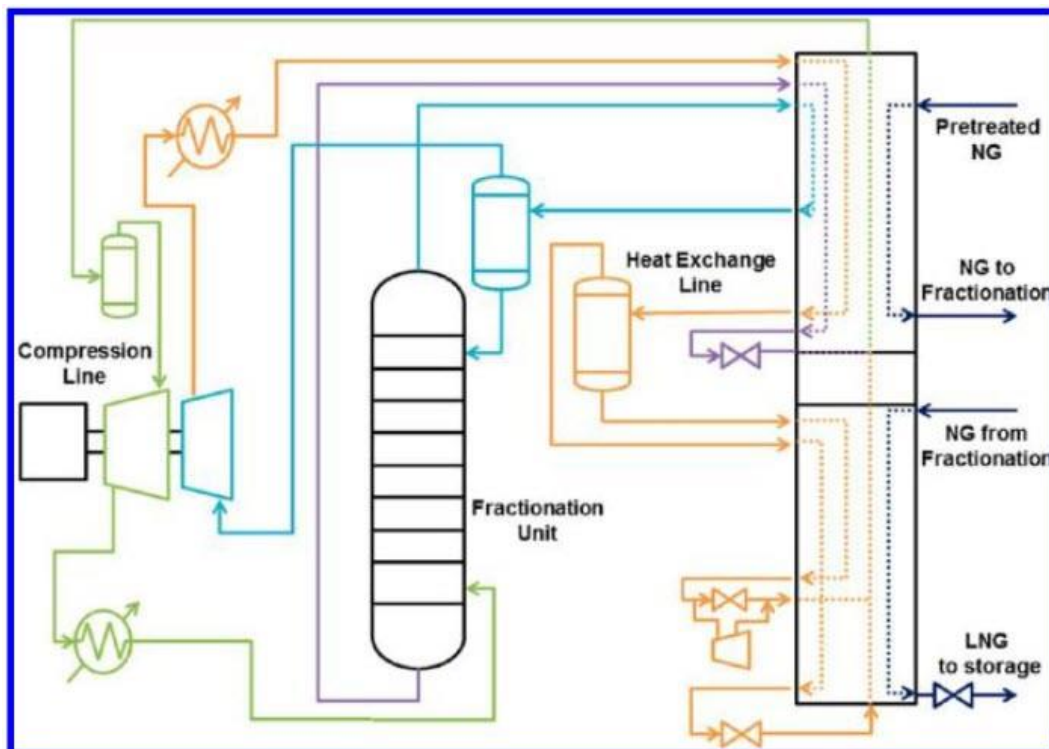 Pretreated
NG
Heat Exchange
Line
NG to
Fractionation
Compression
Line
NG from
Fractionation
Fractionation
Unit
LNG
to storage